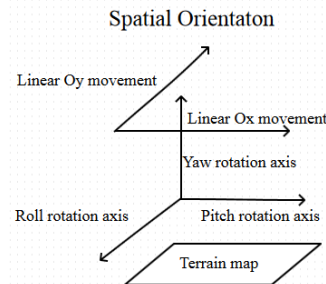 Spatial Orientaton
Linear Oy movement
Linear Ox movement
Yaw rotation axis
Roll rotation axis
Pitch rotation axis
Terrain map